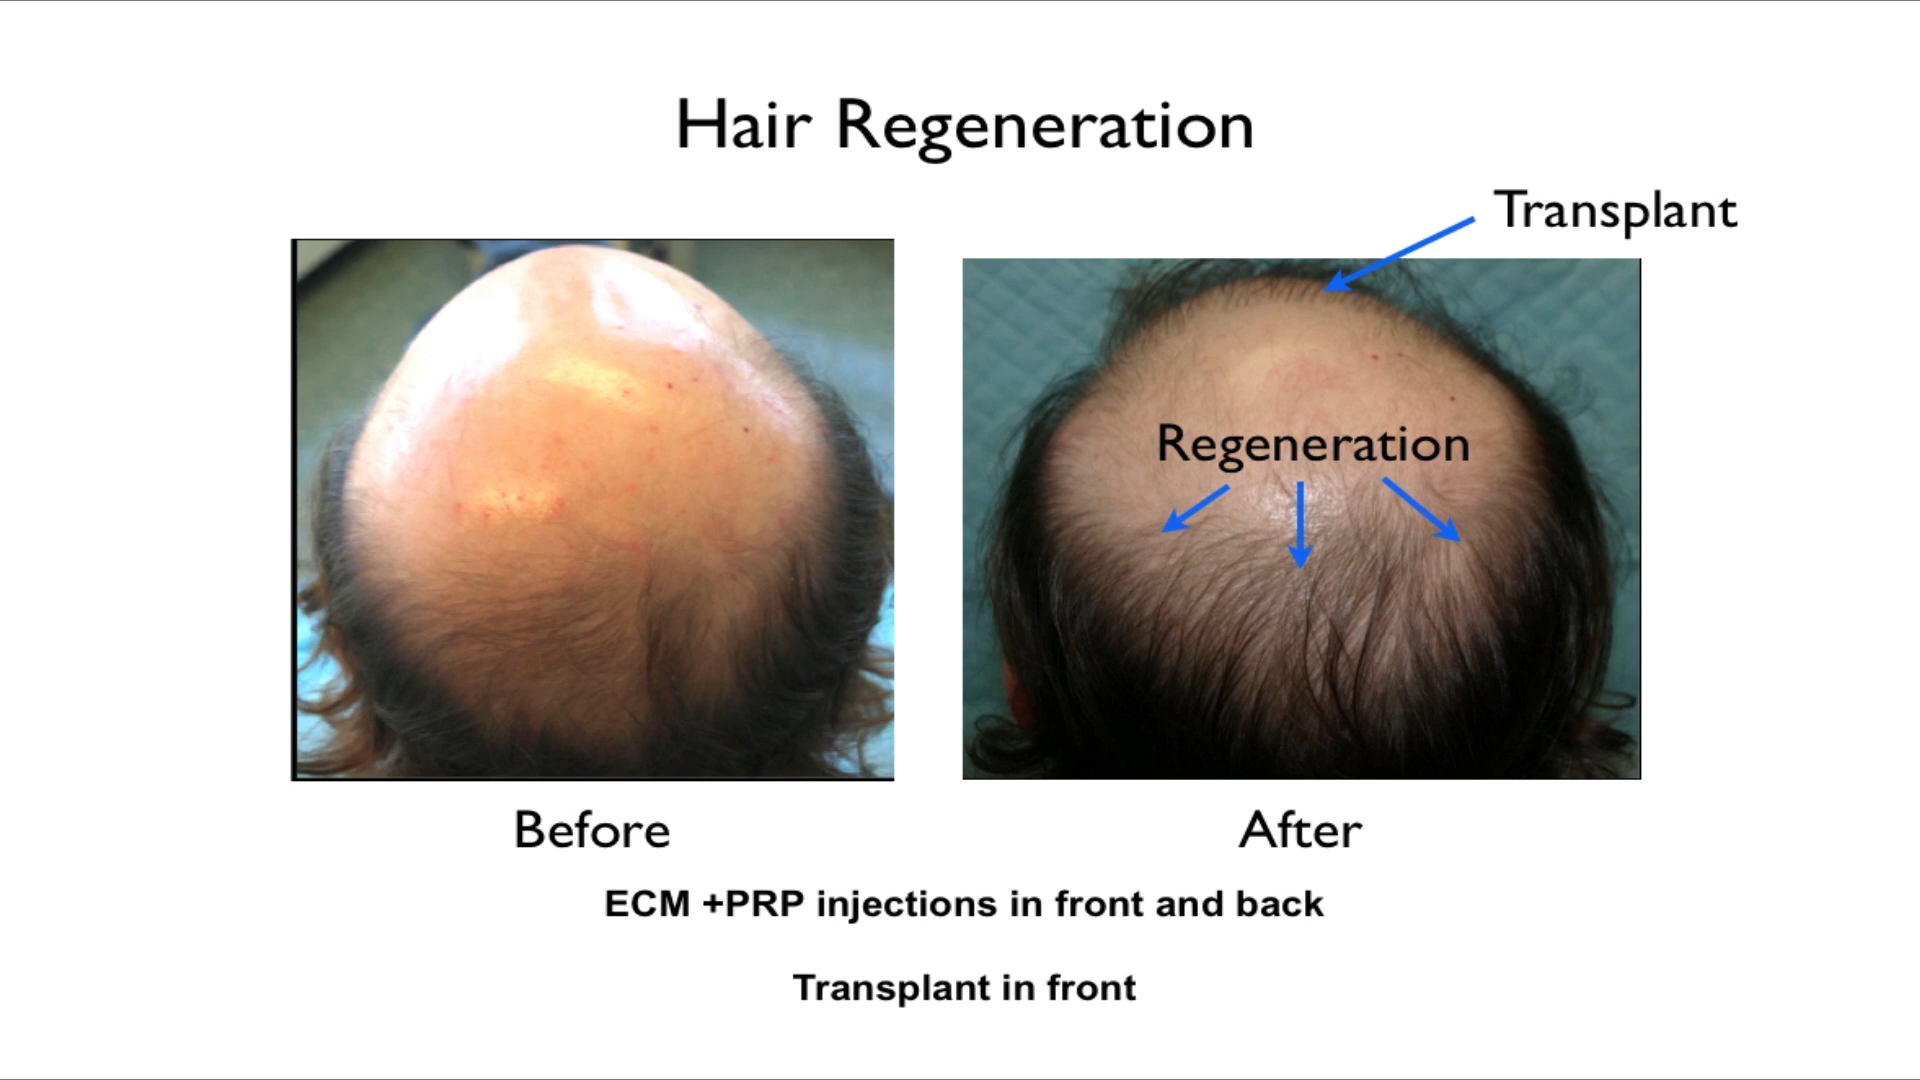 Hair Regeneration
Transplant
Regeneration
Before
After
ECM +PRP injections in front and back
Transplant in front